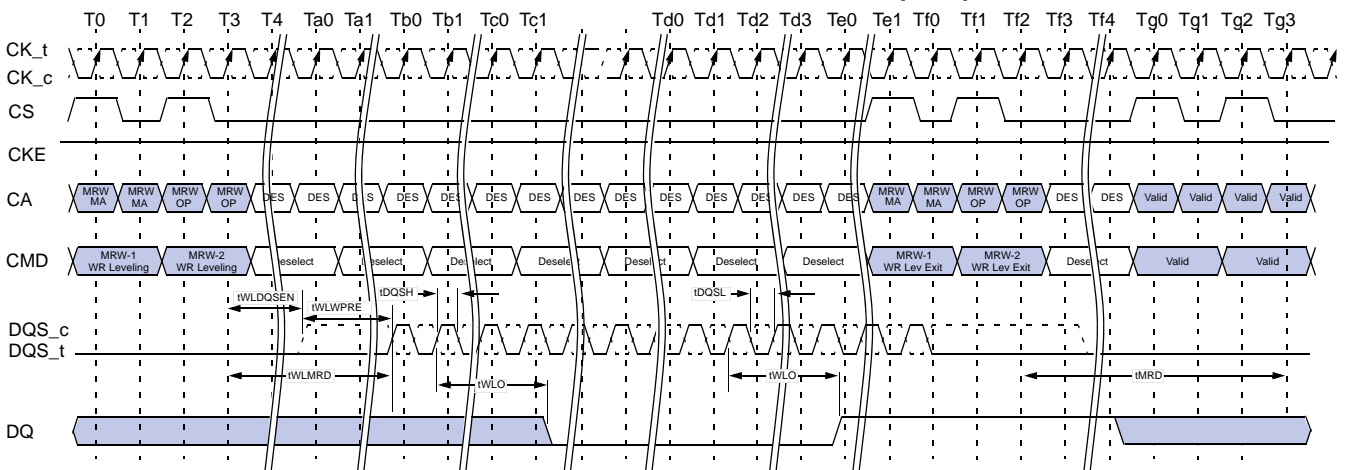 T0 T1 T2 T3 T4 Ta0 Ta1 Tb0 Tb1 Tc0 Tc1 Td0 Td1 Td2 Td3 Te0 Te1 Tf0 Tf1 Tf2 Tf3 Tf4 Tg0 Tg1 Tg2 Tg3
CK_t
CK_c
CS
CKE
CA MRW MA MRW MA MRW OP MRW OP DES DES DES DES DES DES DES DES DES DES DES DES DES DES MRW MA MRW MA MRW OP MRW OP DES DES Valid Valid Valid Valid
CMD MRW-1 WR Leveling MRW-2 WR Leveling Deselect Deselect Deselect Deselect Deselect Deselect Deselect MRW-1 WR Lev Exit MRW-2 WR Lev Exit Deselect Valid Valid
tWLDQSEN tWLWPRE tDQSH tDQSL
DQS_c
DQS_t
tWLMRD tWLO tWLO tMRD
DQ